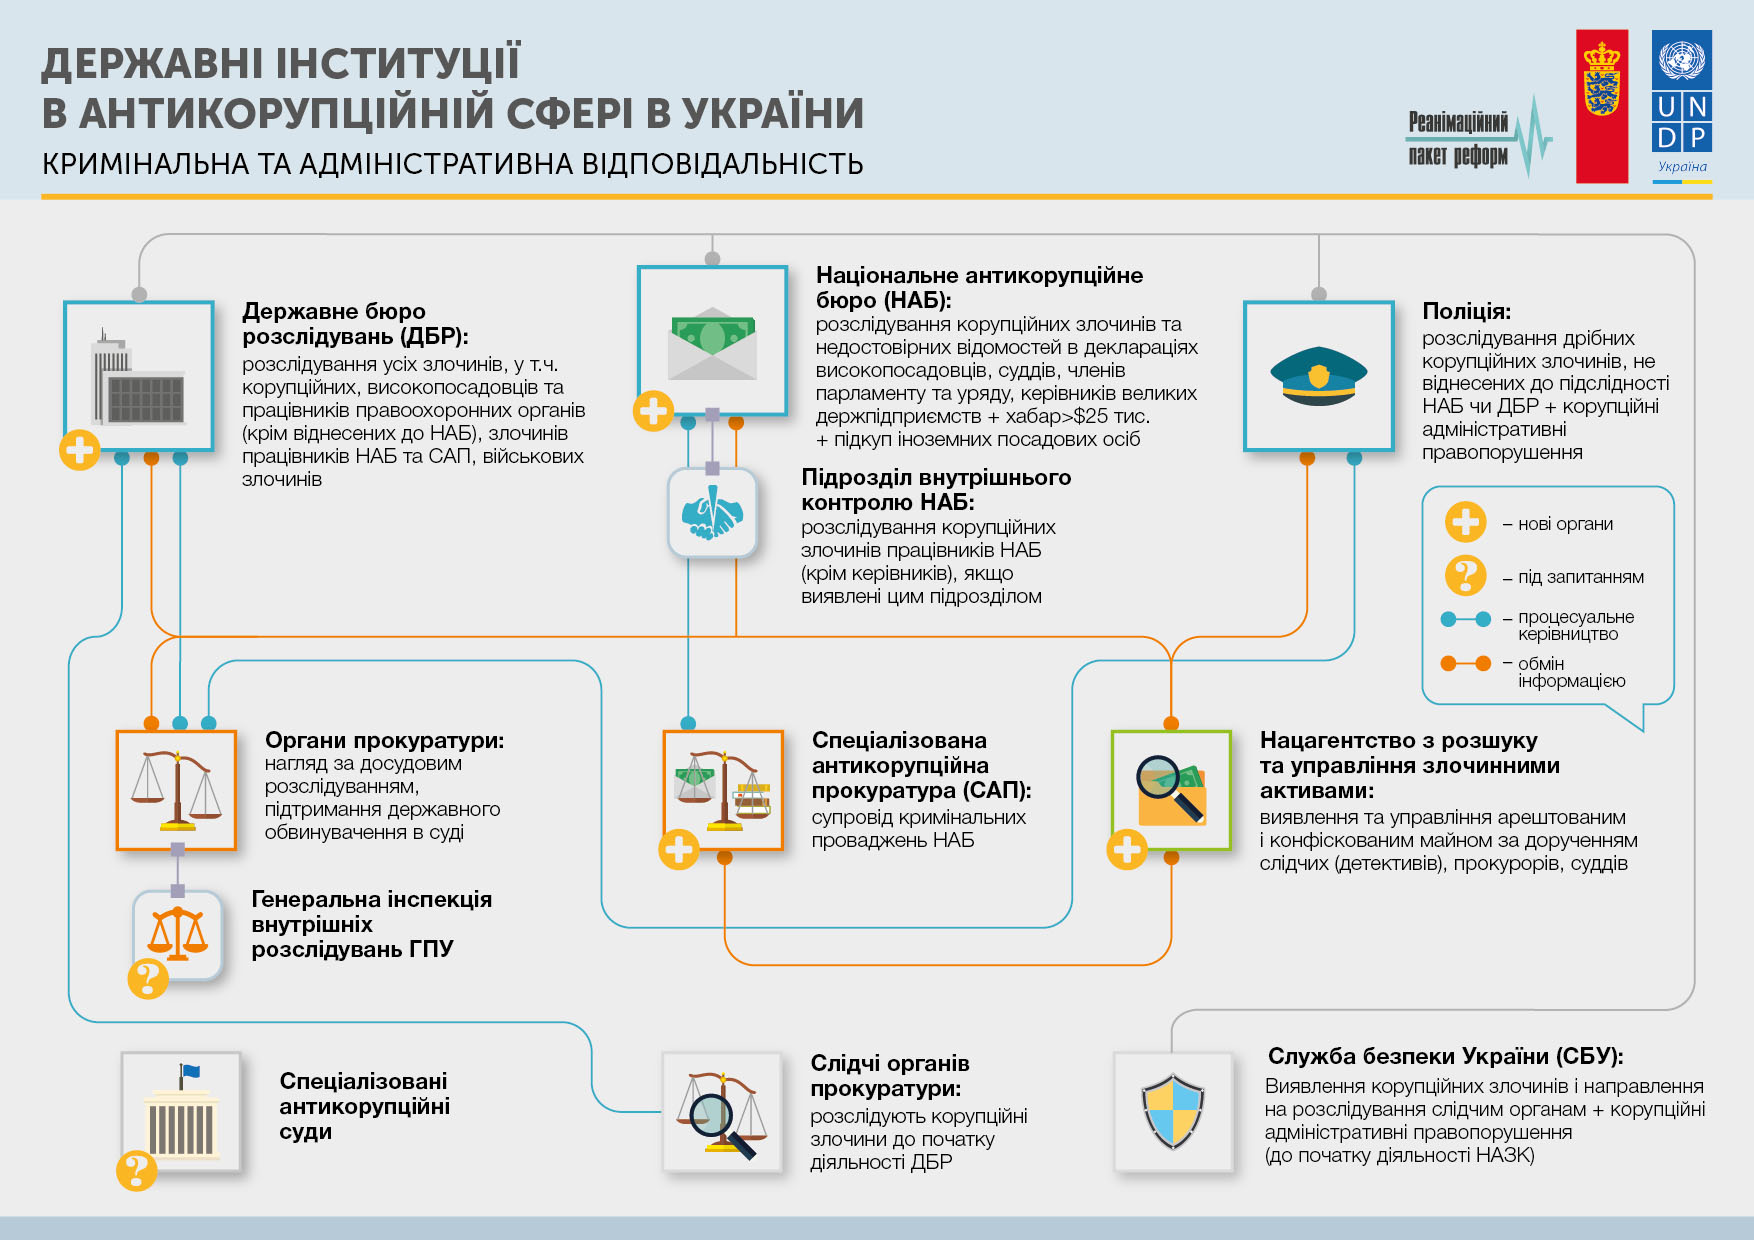 ДЕРЖАВНІ ІНСТИТУЦІЇ
В АНТИКОРУПЦІЙНІЙ СФЕРІ В УКРАЇНИ
КРИМІНАЛЬНА ТА АДМІНІСТРАТИВНА ВІДПОВІДАЛЬНІСТЬ
Реанімаційний
пакет реформ
U N
D P
Україна
Державне бюро
розслідувань (ДБР):
розслідування усіх злочинів, у т.ч.
корупційних, високопосадовців та
працівників правоохоронних органів
(крім віднесених до НАБ), злочинів
працівників НАБ та САП, військових
злочинів
Національне антикорупційне
бюро (НАБ):
розслідування корупційних злочинів та
недостовірних відомостей в деклараціях
високопосадовців, суддів, членів
парламенту та уряду, керівників великих
держпідприємств + хабар>$25 тис.
+ підкуп іноземних посадових осіб
Підрозділ внутрішнього
контролю НАБ:
розслідування корупційних
злочинів працівників НАБ
(крім керівників), якщо
виявлені цим підрозділом
Поліція:
розслідування дрібних
корупційних злочинів, не
віднесених до підслідності
НАБ чи ДБР + корупційні
адміністративні
правопорушення
– нові органи
– під запитанням
– процесуальне
керівництво
– обмін
інформацією
Органи прокуратури:
нагляд за досудовим
розслідуванням,
підтримання державного
обвинувачення в суді
Генеральна інспекція
внутрішніх
розслідувань ГПУ
Спеціалізована
антикорупційна
прокуратура (САП):
супровід кримінальних
проваджень НАБ
Нацагентство з розшуку
та управління злочинними
активами:
виявлення та управління арештованим
і конфіскованим майном за дорученням
слідчих (детективів), прокурорів, суддів
Спеціалізовані
антикорупційні
суди
Слідчі органів
прокуратури:
розслідують корупційні
злочини до початку
діяльності ДБР
Служба безпеки України (СБУ):
Виявлення корупційних злочинів і направлення
на розслідування слідчим органам + корупційні
адміністративні правопорушення
(до початку діяльності НАЗК)